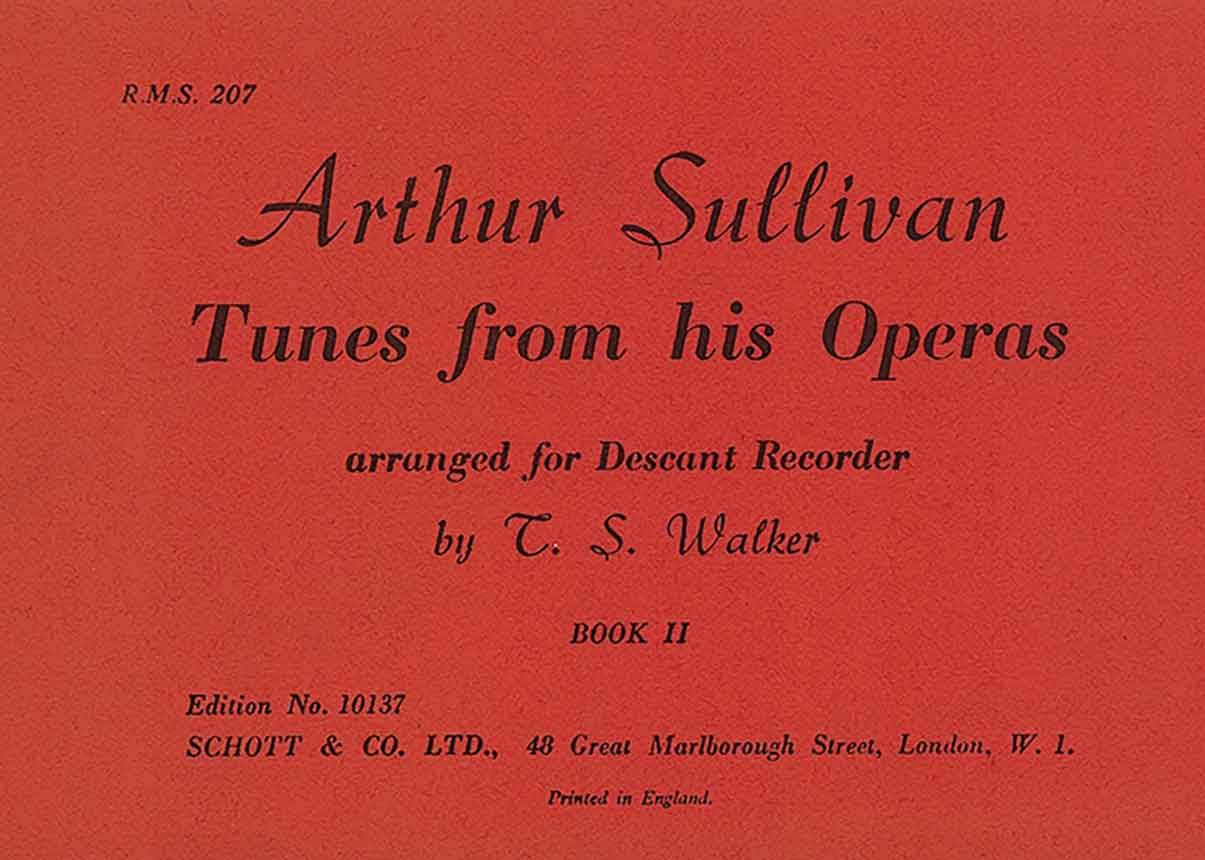 R.M.S. 207
Arthur Sullivan
Tunes from his Operas
arranged for Descant Recorder
by T. S. Walker
BOOK II
Edition No. 10137
SCHOTT & CO. LTD., 48 Great Marlborough Street, London, W. 1.
Printed in England.